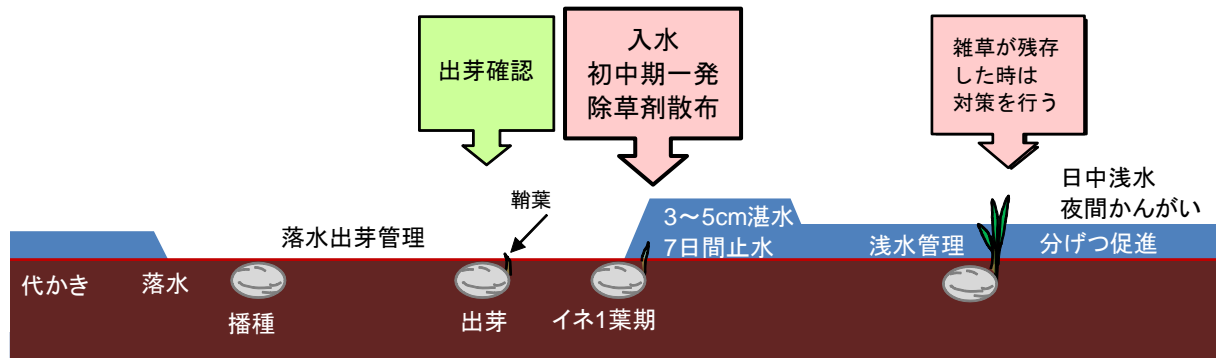 出芽確認
入水
初中期一発
除草剤散布
雑草が残存
した時は
対策を行う
鞘葉
日中浅水
夜間かんがい
落水出芽管理
3～5cm湛水
7日間止水
浅水管理
分げつ促進
代かき
落水
播種
出芽
イネ1葉期